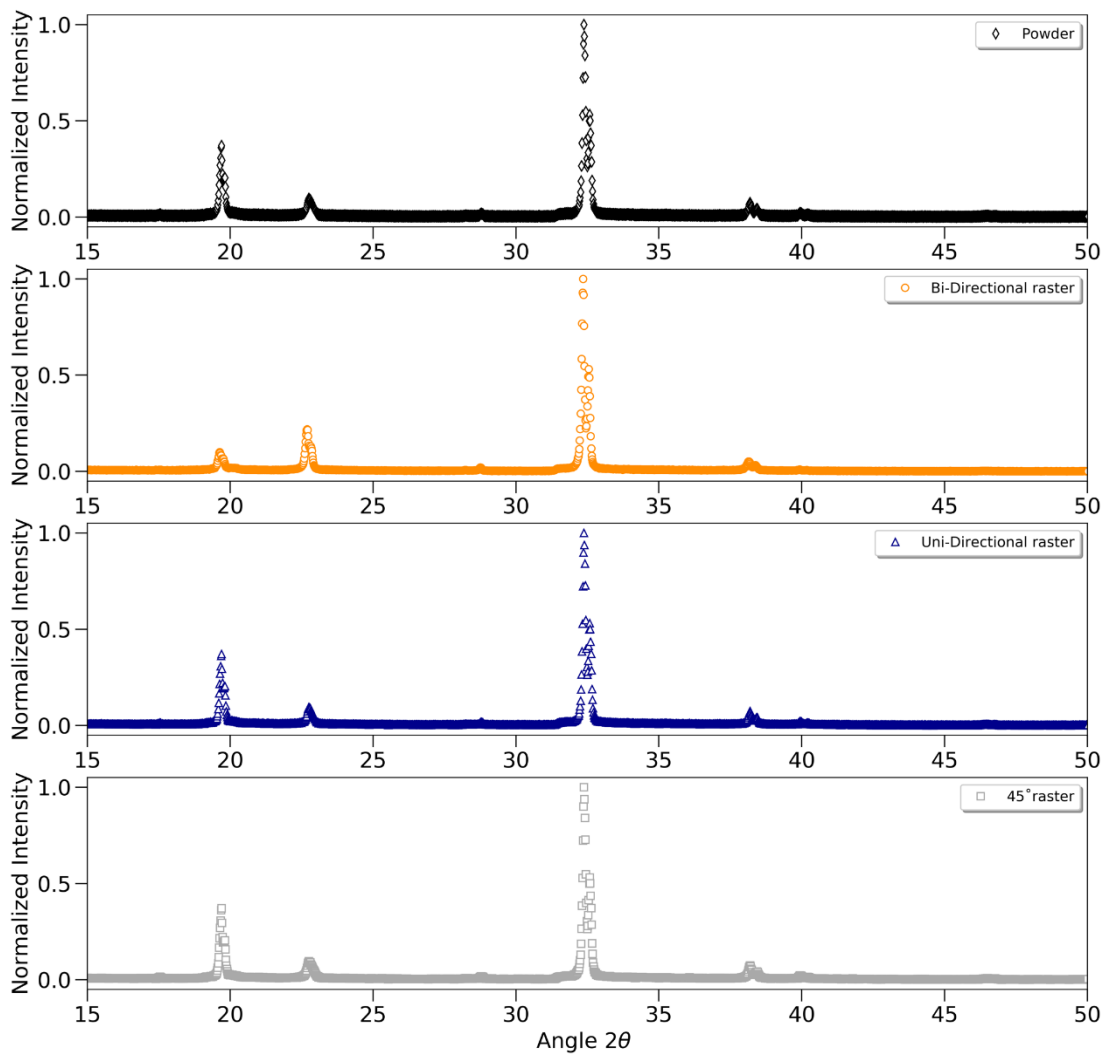 Normalized Intensity
1.0
0.5
0.0
Powder
15 20 25 30 35 40 45 50
Normalized Intensity
1.0
0.5
0.0
Bi-Directional raster
15 20 25 30 35 40 45 50
Normalized Intensity
1.0
0.5
0.0
Uni-Directional raster
15 20 25 30 35 40 45 50
Normalized Intensity
1.0
0.5
0.0
45°raster
15 20 25 30 35 40 45 50
Angle 2θ